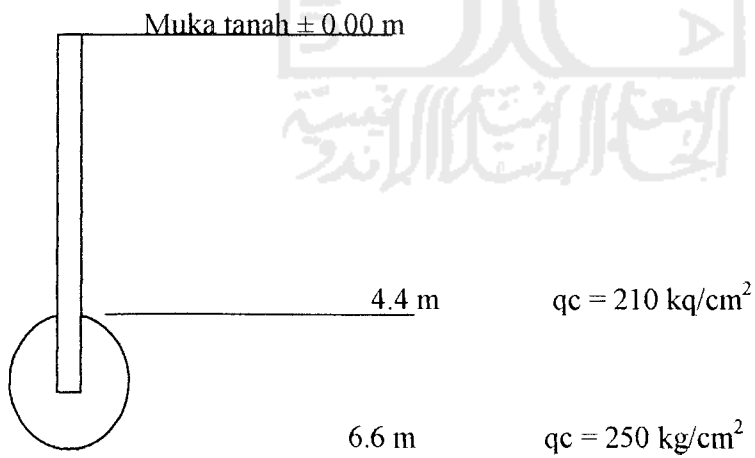 Muka tanah ± 0.00 m
4.4 m qc = 210 kq/cm²
6.6 m qc = 250 kg/cm²